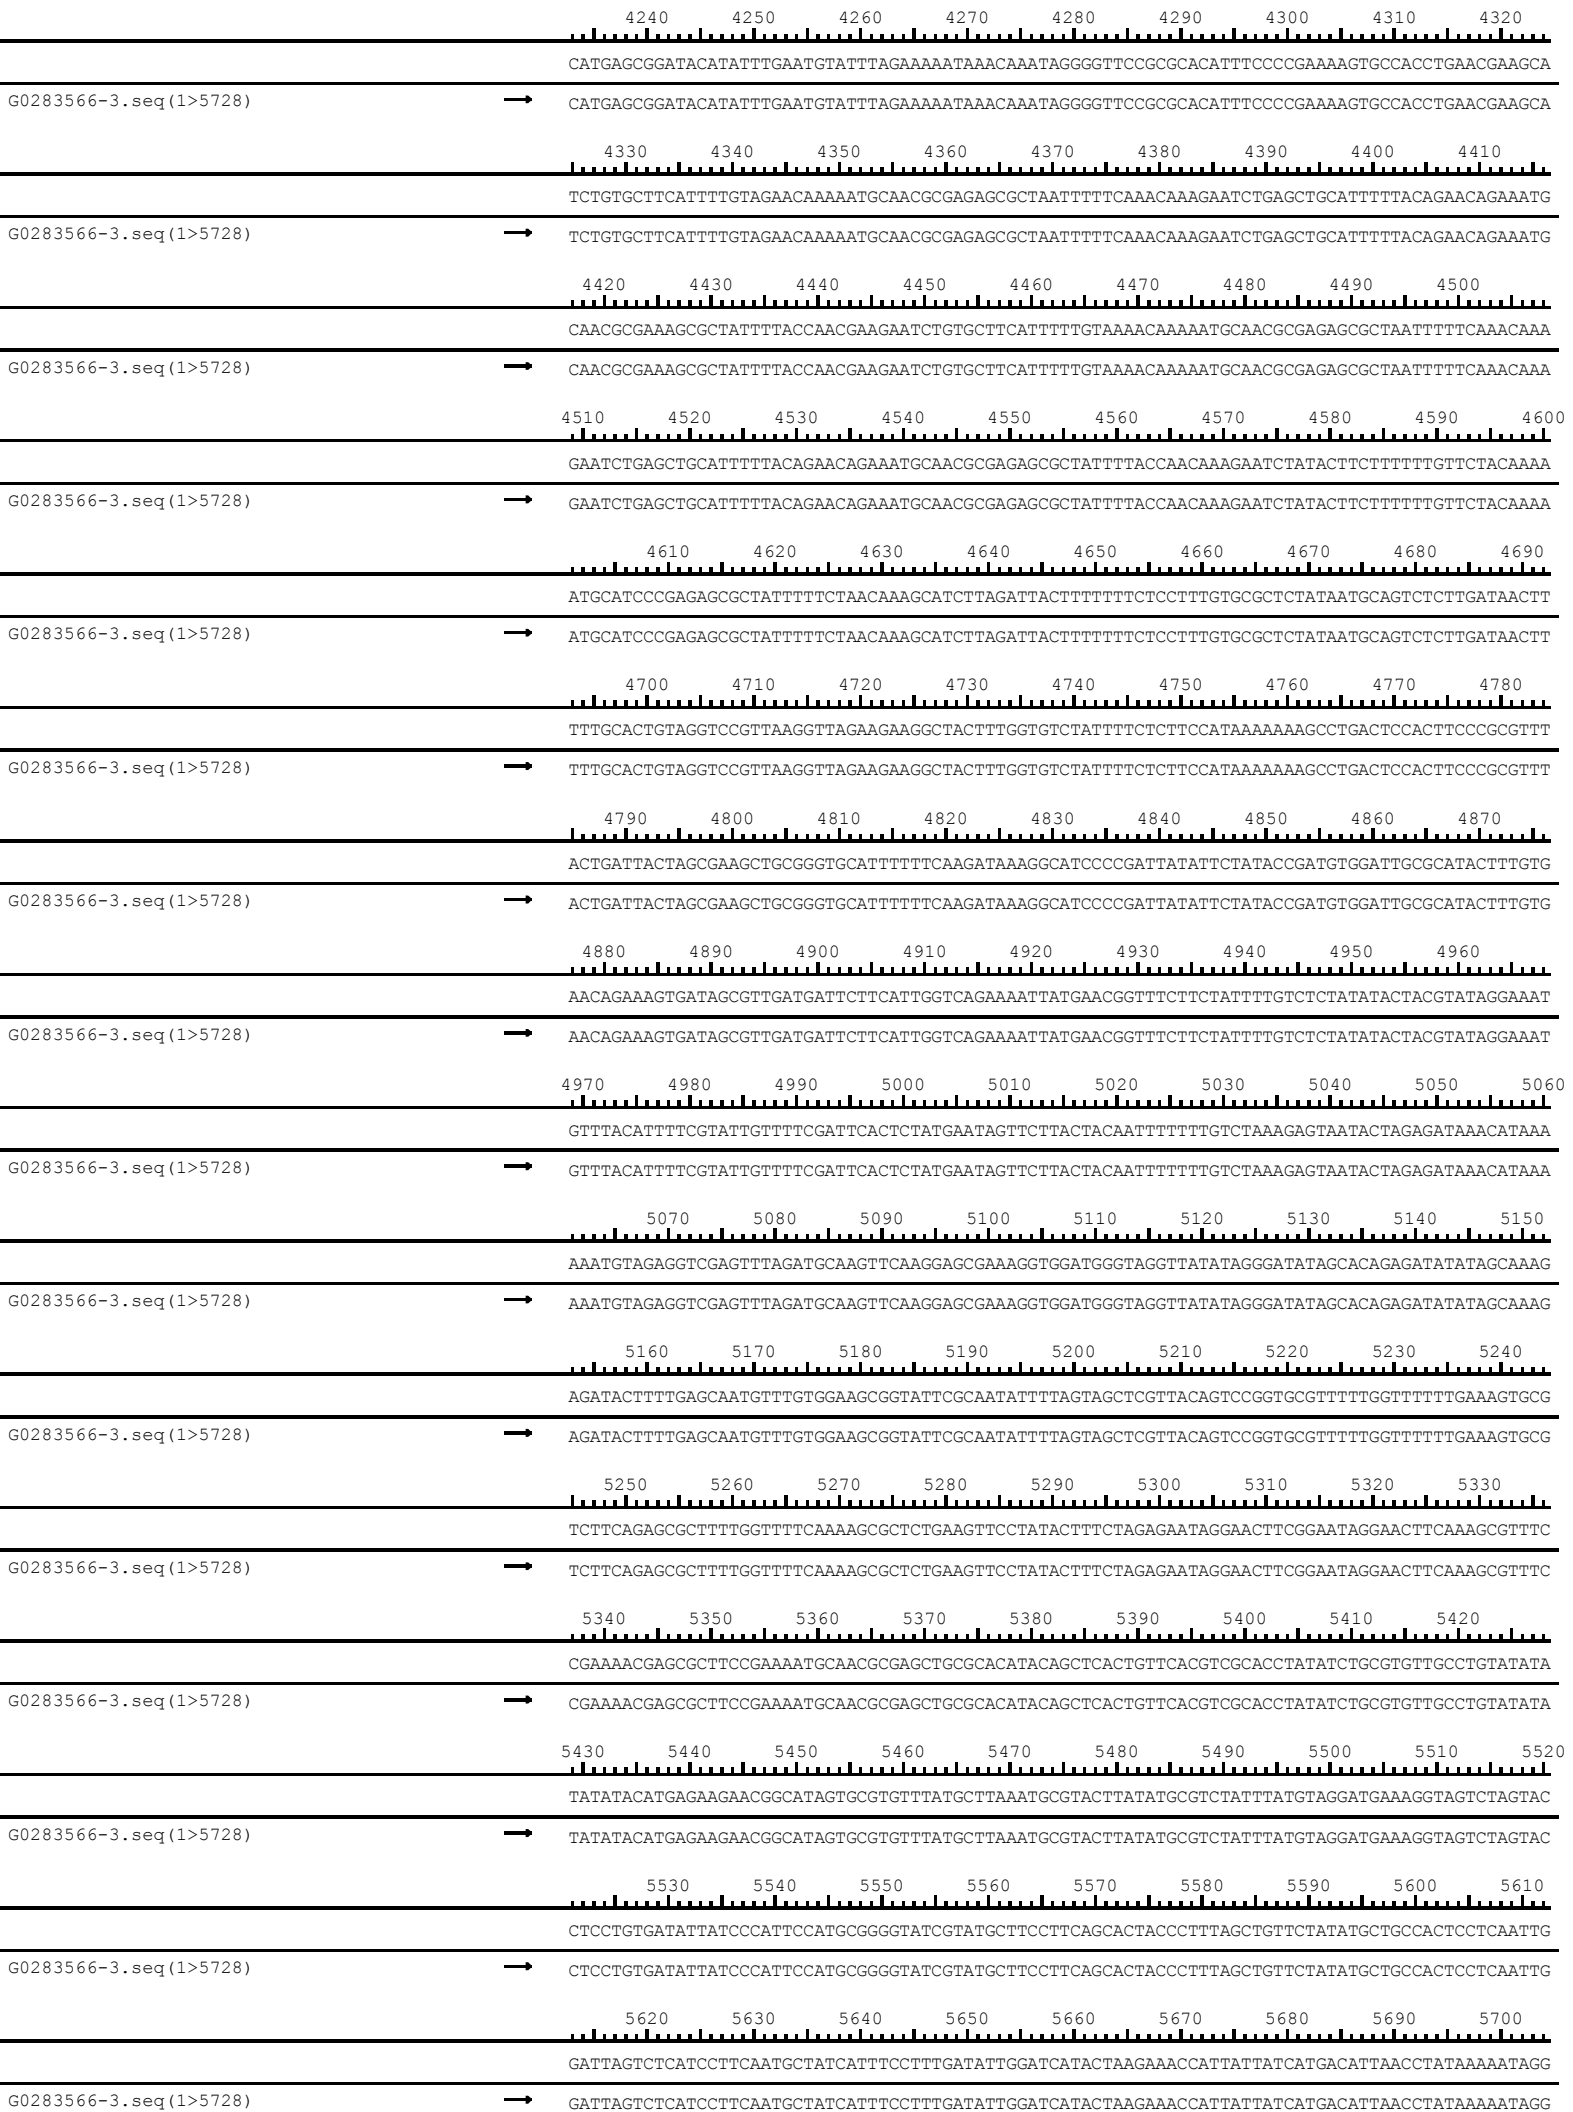 4240 4250 4260 4270 4280 4290 4300 4310 4320
CATGAGCGGATACATATTTGAATGTATTTAGAAAAATAAACAAATAGGGGTTCCGCGCACATTTCCCCGAAAAGTGCCACCTGAACGAAGCA
G0283566-3.seq(1>5728) → CATGAGCGGATACATATTTGAATGTATTTAGAAAAATAAACAAATAGGGGTTCCGCGCACATTTCCCCGAAAAGTGCCACCTGAACGAAGCA
4330 4340 4350 4360 4370 4380 4390 4400 4410
TCTGTGCTTCATTTTGTAGAACAAAAATGCAACGCGAGAGCGCTAATTTTTCAAACAAAGAATCTGAGCTGCATTTTTACAGAACAGAAATG
G0283566-3.seq(1>5728) → TCTGTGCTTCATTTTGTAGAACAAAAATGCAACGCGAGAGCGCTAATTTTTCAAACAAAGAATCTGAGCTGCATTTTTACAGAACAGAAATG
4420 4430 4440 4450 4460 4470 4480 4490 4500
CAACGCGAAAGCGCTATTTTACCAACGAAGAATCTGTGCTTCATTTTTGTAAAACAAAAATGCAACGCGAGAGCGCTAATTTTTCAAACAAA
G0283566-3.seq(1>5728) → CAACGCGAAAGCGCTATTTTACCAACGAAGAATCTGTGCTTCATTTTTGTAAAACAAAAATGCAACGCGAGAGCGCTAATTTTTCAAACAAA
4510 4520 4530 4540 4550 4560 4570 4580 4590 4600
GAATCTGAGCTGCATTTTTACAGAACAGAAATGCAACGCGAGAGCGCTATTTTACCAACAAAGAATCTATACTTCTTTTTTGTTCTACAAAA
G0283566-3.seq(1>5728) → GAATCTGAGCTGCATTTTTACAGAACAGAAATGCAACGCGAGAGCGCTATTTTACCAACAAAGAATCTATACTTCTTTTTTGTTCTACAAAA
4610 4620 4630 4640 4650 4660 4670 4680 4690
ATGCATCCCGAGAGCGCTATTTTTCTAACAAAGCATCTTAGATTACTTTTTTTCTCCTTTGTGCGCTCTATAATGCAGTCTCTTGATAACTT
G0283566-3.seq(1>5728) → ATGCATCCCGAGAGCGCTATTTTTCTAACAAAGCATCTTAGATTACTTTTTTTCTCCTTTGTGCGCTCTATAATGCAGTCTCTTGATAACTT
4700 4710 4720 4730 4740 4750 4760 4770 4780
TTTGCACTGTAGGTCCGTTAAGGTTAGAAGAAGGCTACTTTGGTGTCTATTTTCTCTTCCATAAAAAAAGCCTGACTCCACTTCCCGCGTTT
G0283566-3.seq(1>5728) → TTTGCACTGTAGGTCCGTTAAGGTTAGAAGAAGGCTACTTTGGTGTCTATTTTCTCTTCCATAAAAAAAGCCTGACTCCACTTCCCGCGTTT
4790 4800 4810 4820 4830 4840 4850 4860 4870
ACTGATTACTAGCGAAGCTGCGGGTGCATTTTTTCAAGATAAAGGCATCCCCGATTATATTCTATACCGATGTGGATTGCGCATACTTTGTG
G0283566-3.seq(1>5728) → ACTGATTACTAGCGAAGCTGCGGGTGCATTTTTTCAAGATAAAGGCATCCCCGATTATATTCTATACCGATGTGGATTGCGCATACTTTGTG
4880 4890 4900 4910 4920 4930 4940 4950 4960
AACAGAAAGTGATAGCGTTGATGATTCTTCATTGGTCAGAAAATTATGAACGGTTTCTTCTATTTTGTCTCTATATACTACGTATAGGAAAT
G0283566-3.seq(1>5728) → AACAGAAAGTGATAGCGTTGATGATTCTTCATTGGTCAGAAAATTATGAACGGTTTCTTCTATTTTGTCTCTATATACTACGTATAGGAAAT
4970 4980 4990 5000 5010 5020 5030 5040 5050 5060
GTTTACATTTTCGTATTGTTTTCGATTCACTCTATGAATAGTTCTTACTACAATTTTTTTGTCTAAAGAGTAATACTAGAGATAAACATAAA
G0283566-3.seq(1>5728) → GTTTACATTTTCGTATTGTTTTCGATTCACTCTATGAATAGTTCTTACTACAATTTTTTTGTCTAAAGAGTAATACTAGAGATAAACATAAA
5070 5080 5090 5100 5110 5120 5130 5140 5150
AAATGTAGAGGTCGAGTTTAGATGCAAGTTCAAGGAGCGAAAGGTGGATGGGTAGGTTATATAGGGATATAGCACAGAGATATATAGCAAAG
G0283566-3.seq(1>5728) → AAATGTAGAGGTCGAGTTTAGATGCAAGTTCAAGGAGCGAAAGGTGGATGGGTAGGTTATATAGGGATATAGCACAGAGATATATAGCAAAG
5160 5170 5180 5190 5200 5210 5220 5230 5240
AGATACTTTTGAGCAATGTTTGTGGAAGCGGTATTCGCAATATTTTAGTAGCTCGTTACAGTCCGGTGCGTTTTTGGTTTTTTGAAAGTGCG
G0283566-3.seq(1>5728) → AGATACTTTTGAGCAATGTTTGTGGAAGCGGTATTCGCAATATTTTAGTAGCTCGTTACAGTCCGGTGCGTTTTTGGTTTTTTGAAAGTGCG
5250 5260 5270 5280 5290 5300 5310 5320 5330
TCTTCAGAGCGCTTTTGGTTTTCAAAAGCGCTCTGAAGTTCCTATACTTTCTAGAGAATAGGAACTTCGGAATAGGAACTTCAAAGCGTTTC
G0283566-3.seq(1>5728) → TCTTCAGAGCGCTTTTGGTTTTCAAAAGCGCTCTGAAGTTCCTATACTTTCTAGAGAATAGGAACTTCGGAATAGGAACTTCAAAGCGTTTC
5340 5350 5360 5370 5380 5390 5400 5410 5420
CGAAAACGAGCGCTTCCGAAAATGCAACGCGAGCTGCGCACATACAGCTCACTGTTCACGTCGCACCTATATCTGCGTGTTGCCTGTATATA
G0283566-3.seq(1>5728) → CGAAAACGAGCGCTTCCGAAAATGCAACGCGAGCTGCGCACATACAGCTCACTGTTCACGTCGCACCTATATCTGCGTGTTGCCTGTATATA
5430 5440 5450 5460 5470 5480 5490 5500 5510 5520
TATATACATGAGAAGAACGGCATAGTGCGTGTTTATGCTTAAATGCGTACTTATATGCGTCTATTTATGTAGGATGAAAGGTAGTCTAGTAC
G0283566-3.seq(1>5728) → TATATACATGAGAAGAACGGCATAGTGCGTGTTTATGCTTAAATGCGTACTTATATGCGTCTATTTATGTAGGATGAAAGGTAGTCTAGTAC
5530 5540 5550 5560 5570 5580 5590 5600 5610
CTCCTGTGATATTATCCCATTCCATGCGGGGTATCGTATGCTTCCTTCAGCACTACCCTTTAGCTGTTCTATATGCTGCCACTCCTCAATTG
G0283566-3.seq(1>5728) → CTCCTGTGATATTATCCCATTCCATGCGGGGTATCGTATGCTTCCTTCAGCACTACCCTTTAGCTGTTCTATATGCTGCCACTCCTCAATTG
5620 5630 5640 5650 5660 5670 5680 5690 5700
GATTAGTCTCATCCTTCAATGCTATCATTTCCTTTGATATTGGATCATACTAAGAAACCATTATTATCATGACATTAACCTATAAAAATAGG
G0283566-3.seq(1>5728) → GATTAGTCTCATCCTTCAATGCTATCATTTCCTTTGATATTGGATCATACTAAGAAACCATTATTATCATGACATTAACCTATAAAAATAGG